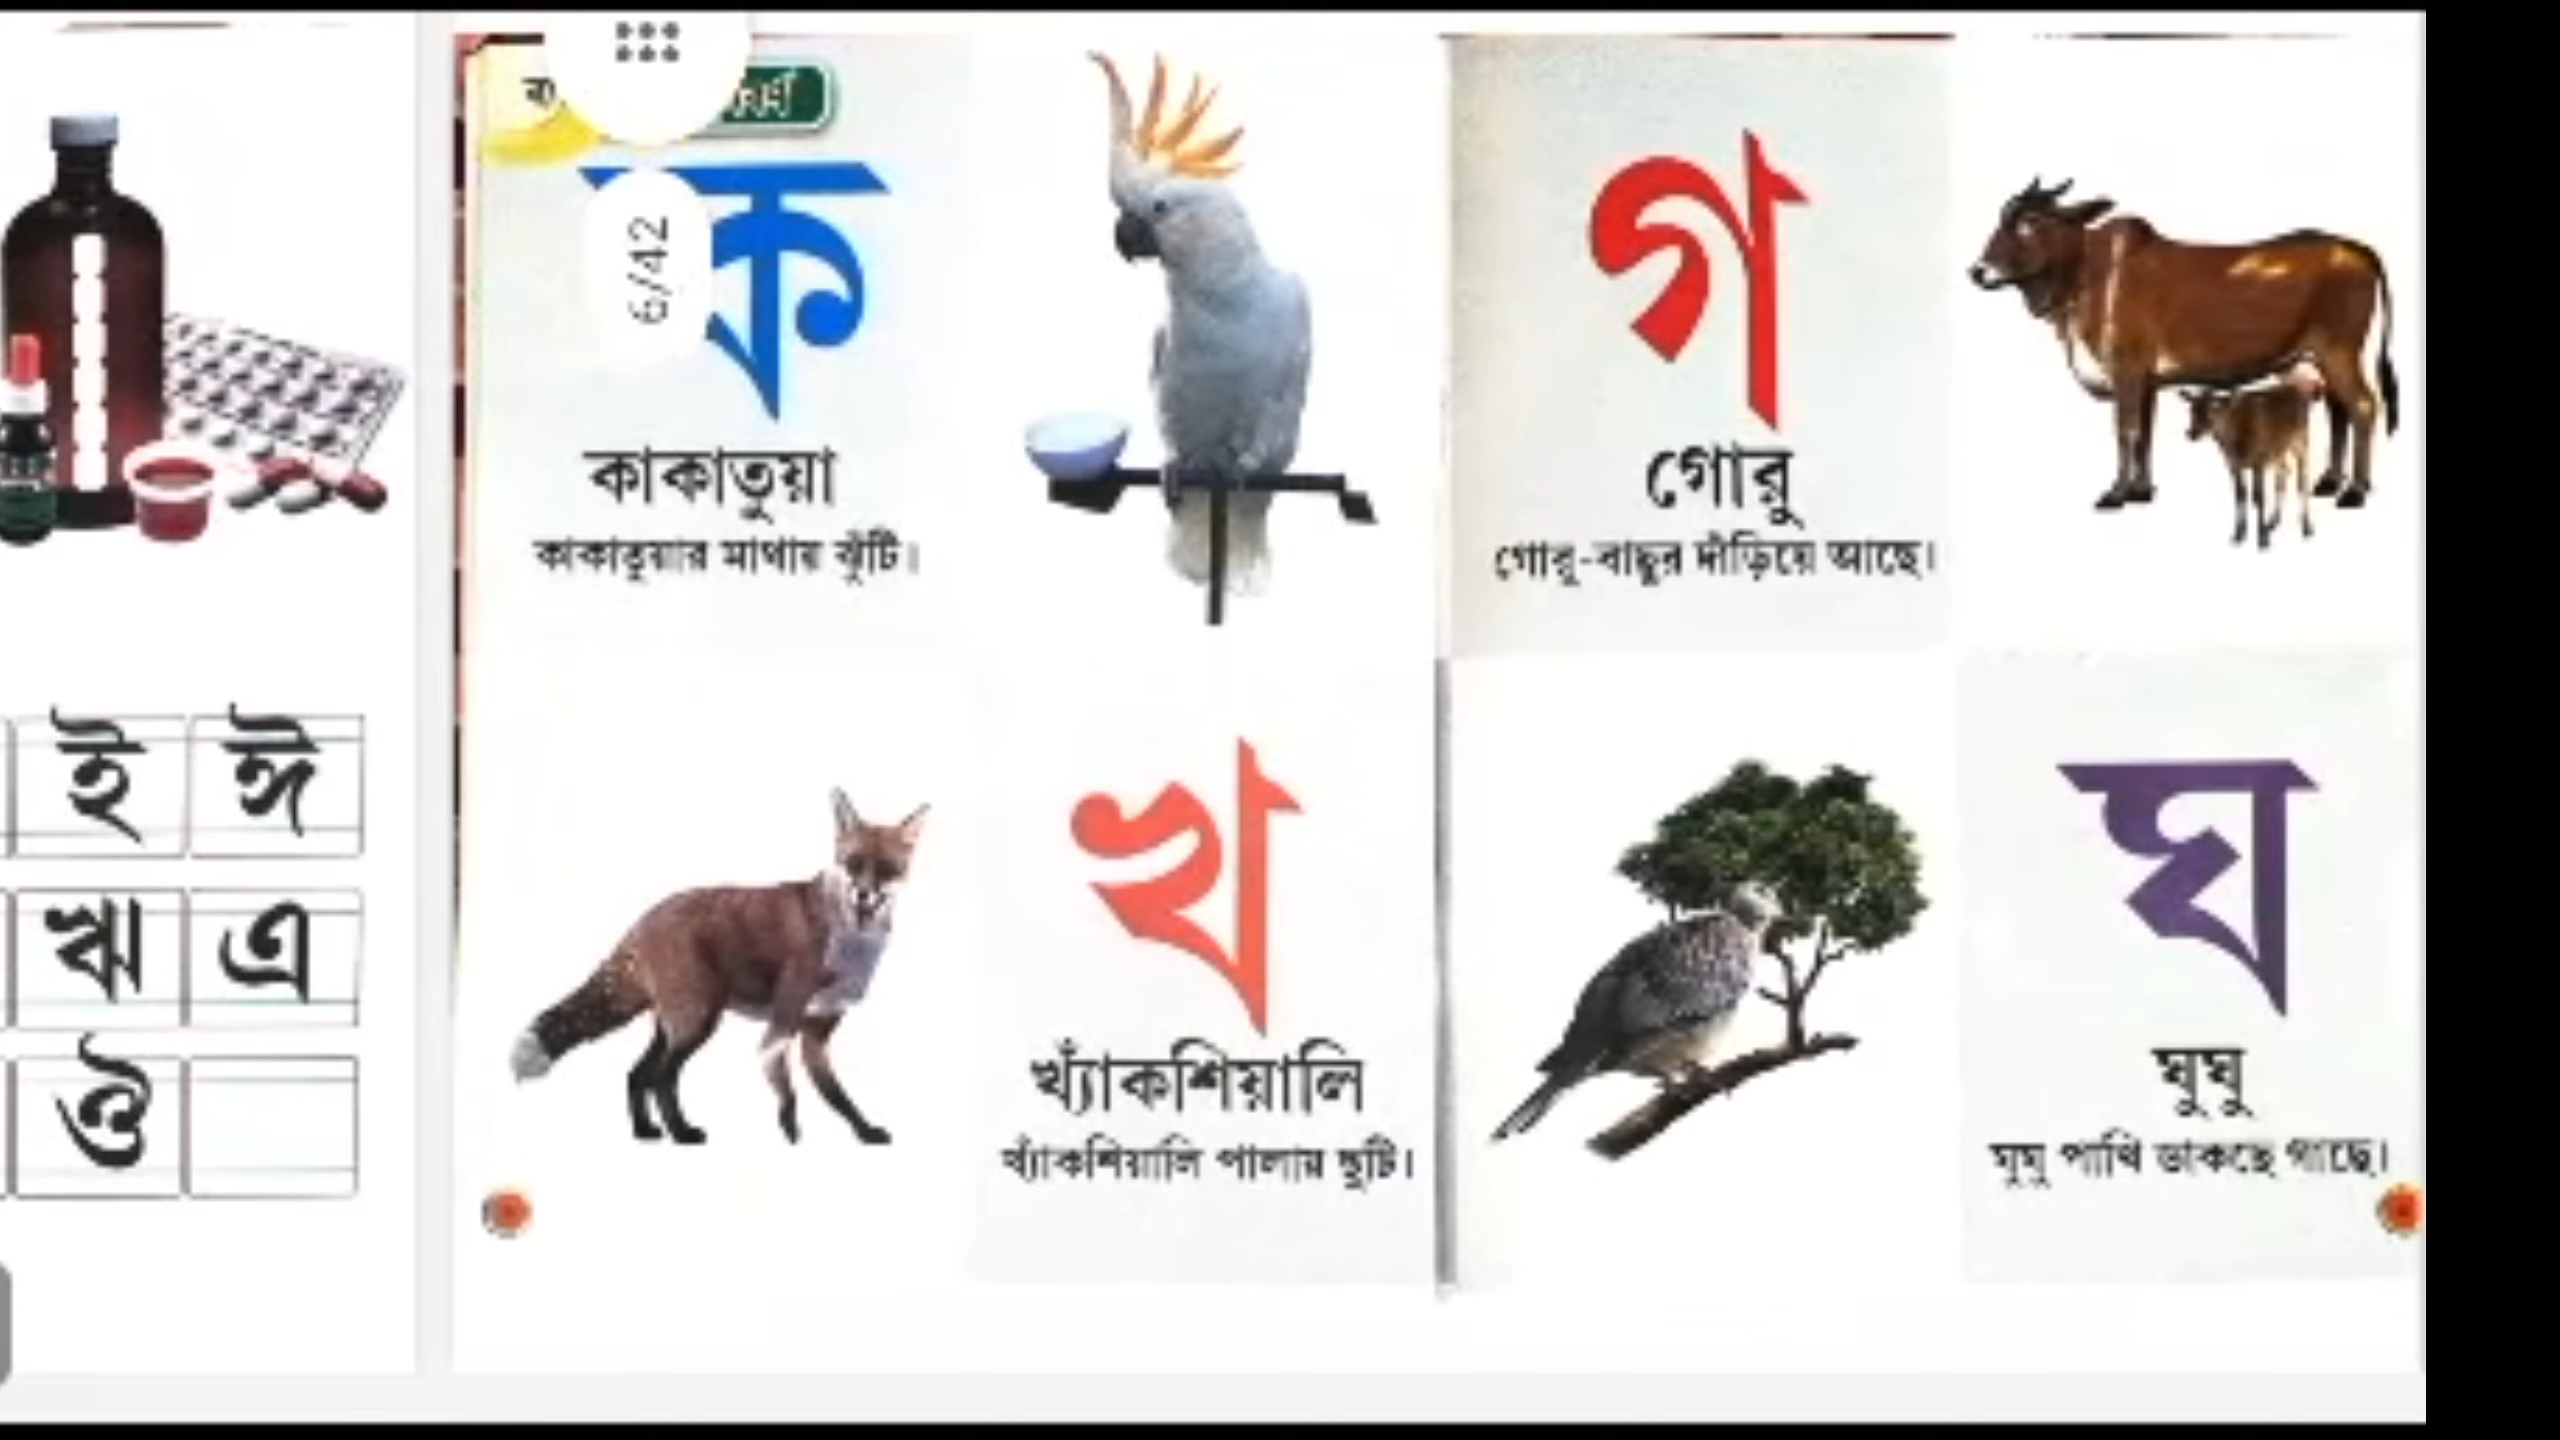 ই ঈ
ঋ এ
ঐ
6/42
ক
কাকাতুয়া
কাকাতুয়ার মাথায় ঝুঁটি।
খ
খ্যাঁকশিয়ালি
খ্যাঁকশিয়ালি পালায় ছুটি।
গ
গোরু
গোরু-বাছুর দাঁড়িয়ে আছে।
ঘ
ঘুঘু
ঘুঘু পাখি ডাকছে গাছে।